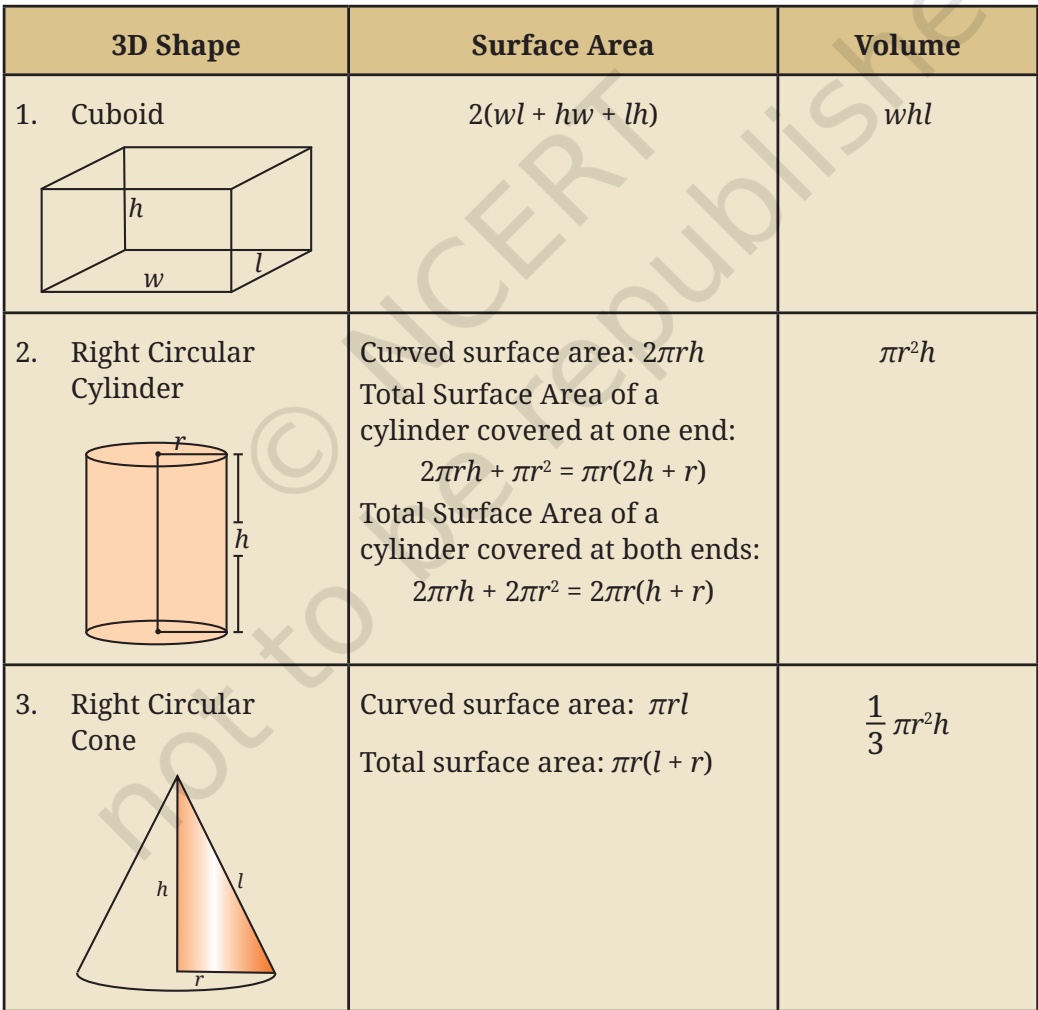 3D Shape Surface Area Volume
1. Cuboid 2(wl + hw + lh) whl
h
l
w
2. Right Circular Curved surface area: 2πrh πr²h
Cylinder Total Surface Area of a
cylinder covered at one end:
r
2πrh + πr² = πr(2h + r)
Total Surface Area of a
h cylinder covered at both ends:
2πrh + 2πr² = 2πr(h + r)
3. Right Circular Curved surface area: πrl 1/3 πr²h
Cone
Total surface area: πr(l + r)
h l
r
© NCERT
not to be republishe